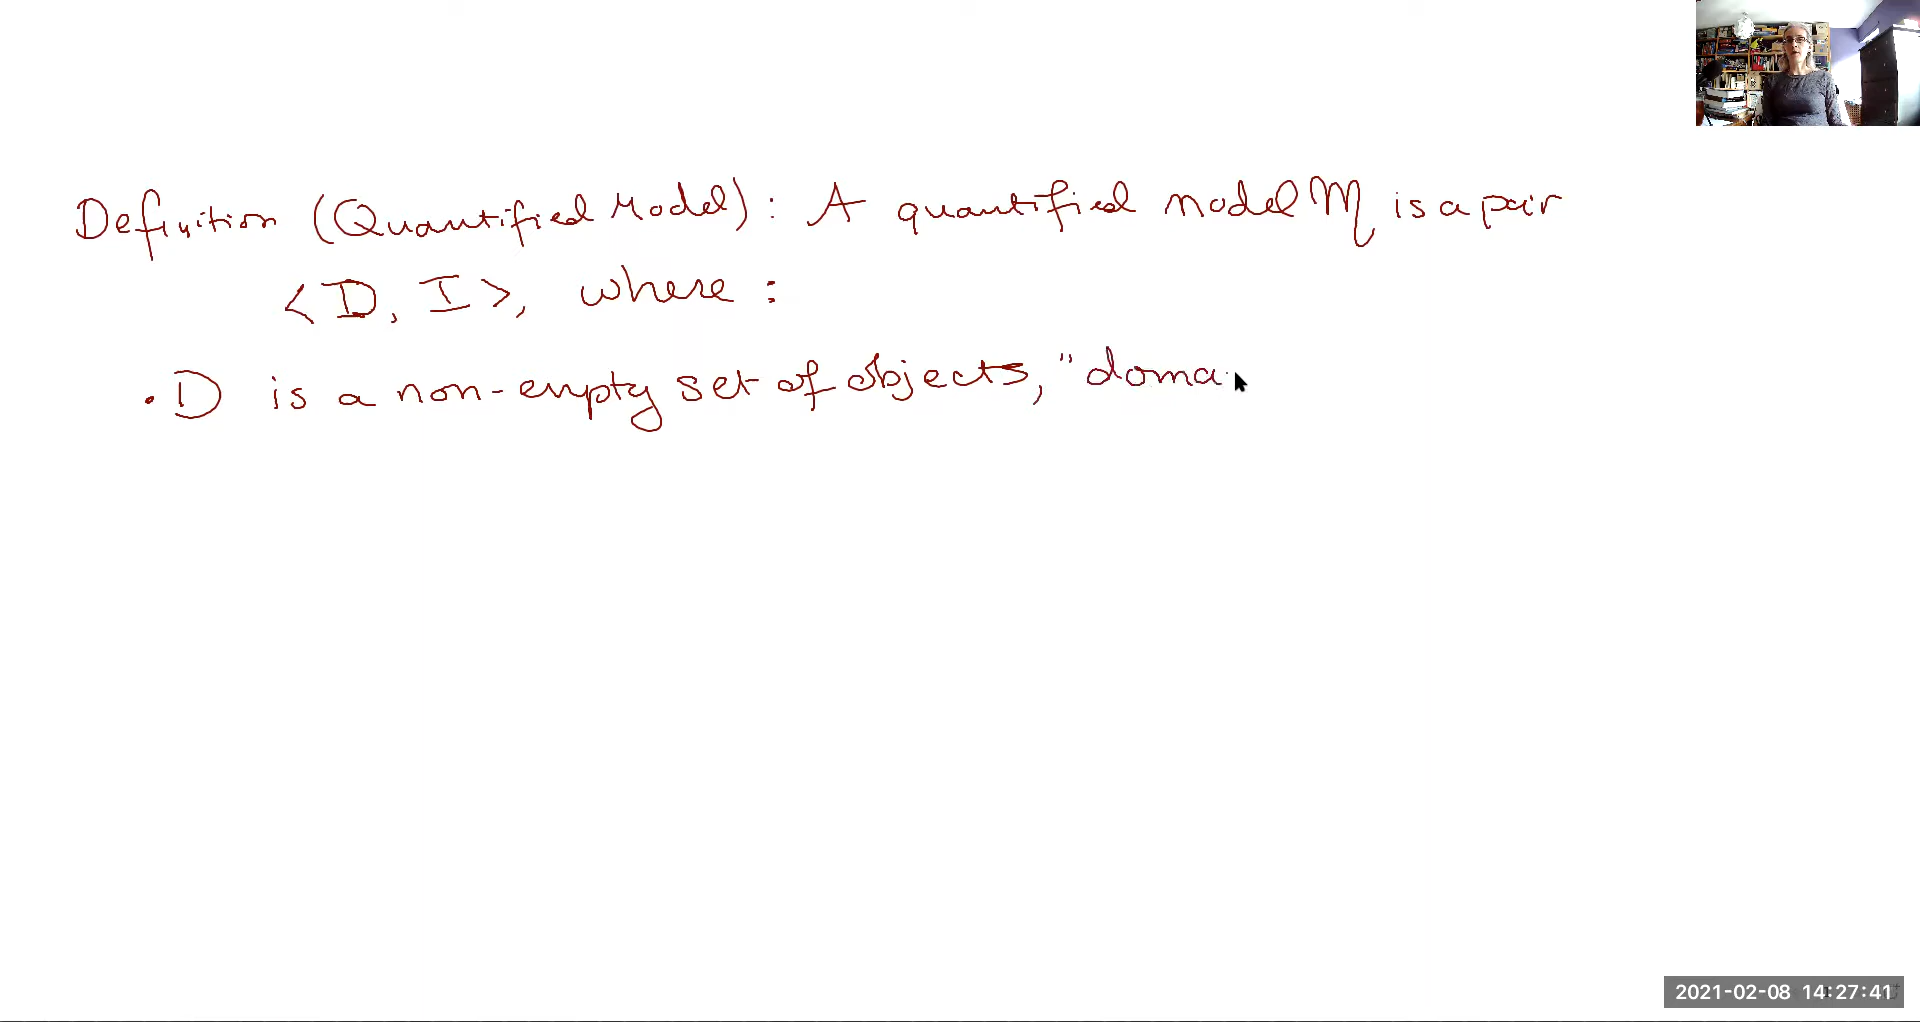 Definition (Quantified Model): A quantified model M is a pair
<D, I>, where:
• D is a non-empty set of objects, "doma
2021-02-08 14:27:41